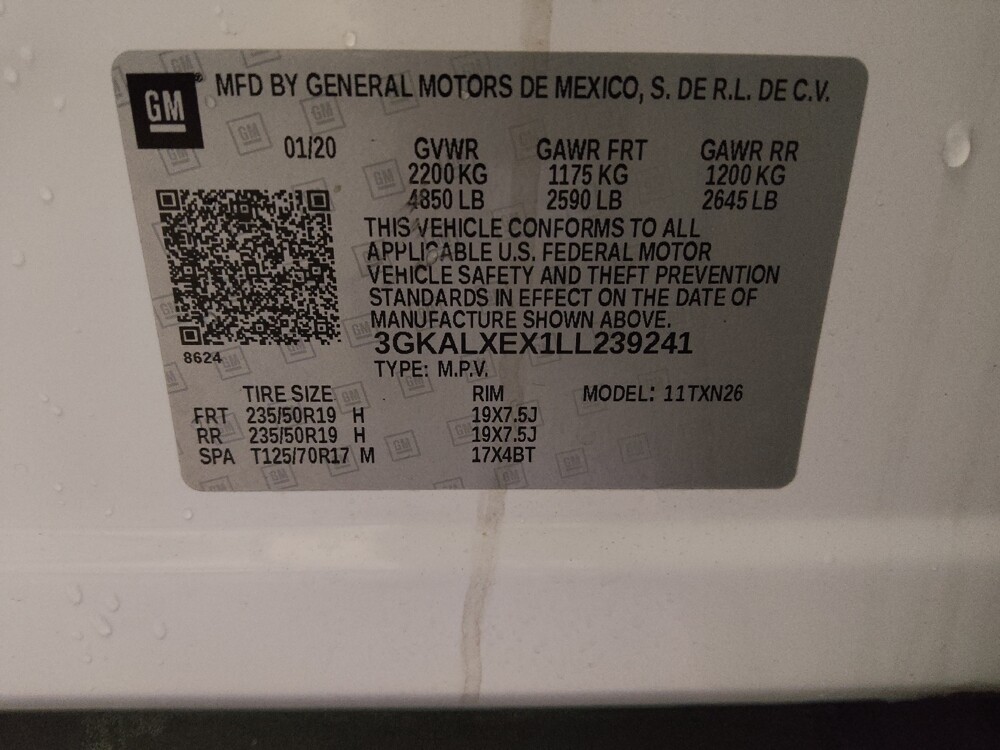 GM® MFD BY GENERAL MOTORS DE MEXICO, S. DE R.L. DE C.V.
01/20 GVWR GAWR FRT GAWR RR
2200 KG 1175 KG 1200 KG
4850 LB 2590 LB 2645 LB
THIS VEHICLE CONFORMS TO ALL
APPLICABLE U.S. FEDERAL MOTOR
VEHICLE SAFETY AND THEFT PREVENTION
STANDARDS IN EFFECT ON THE DATE OF
MANUFACTURE SHOWN ABOVE.
8624 3GKALXEX1LL239241
TYPE: M.P.V.
TIRE SIZE RIM MODEL: 11TXN26
FRT 235/50R19 H 19X7.5J
RR 235/50R19 H 19X7.5J
SPA T125/70R17 M 17X4BT